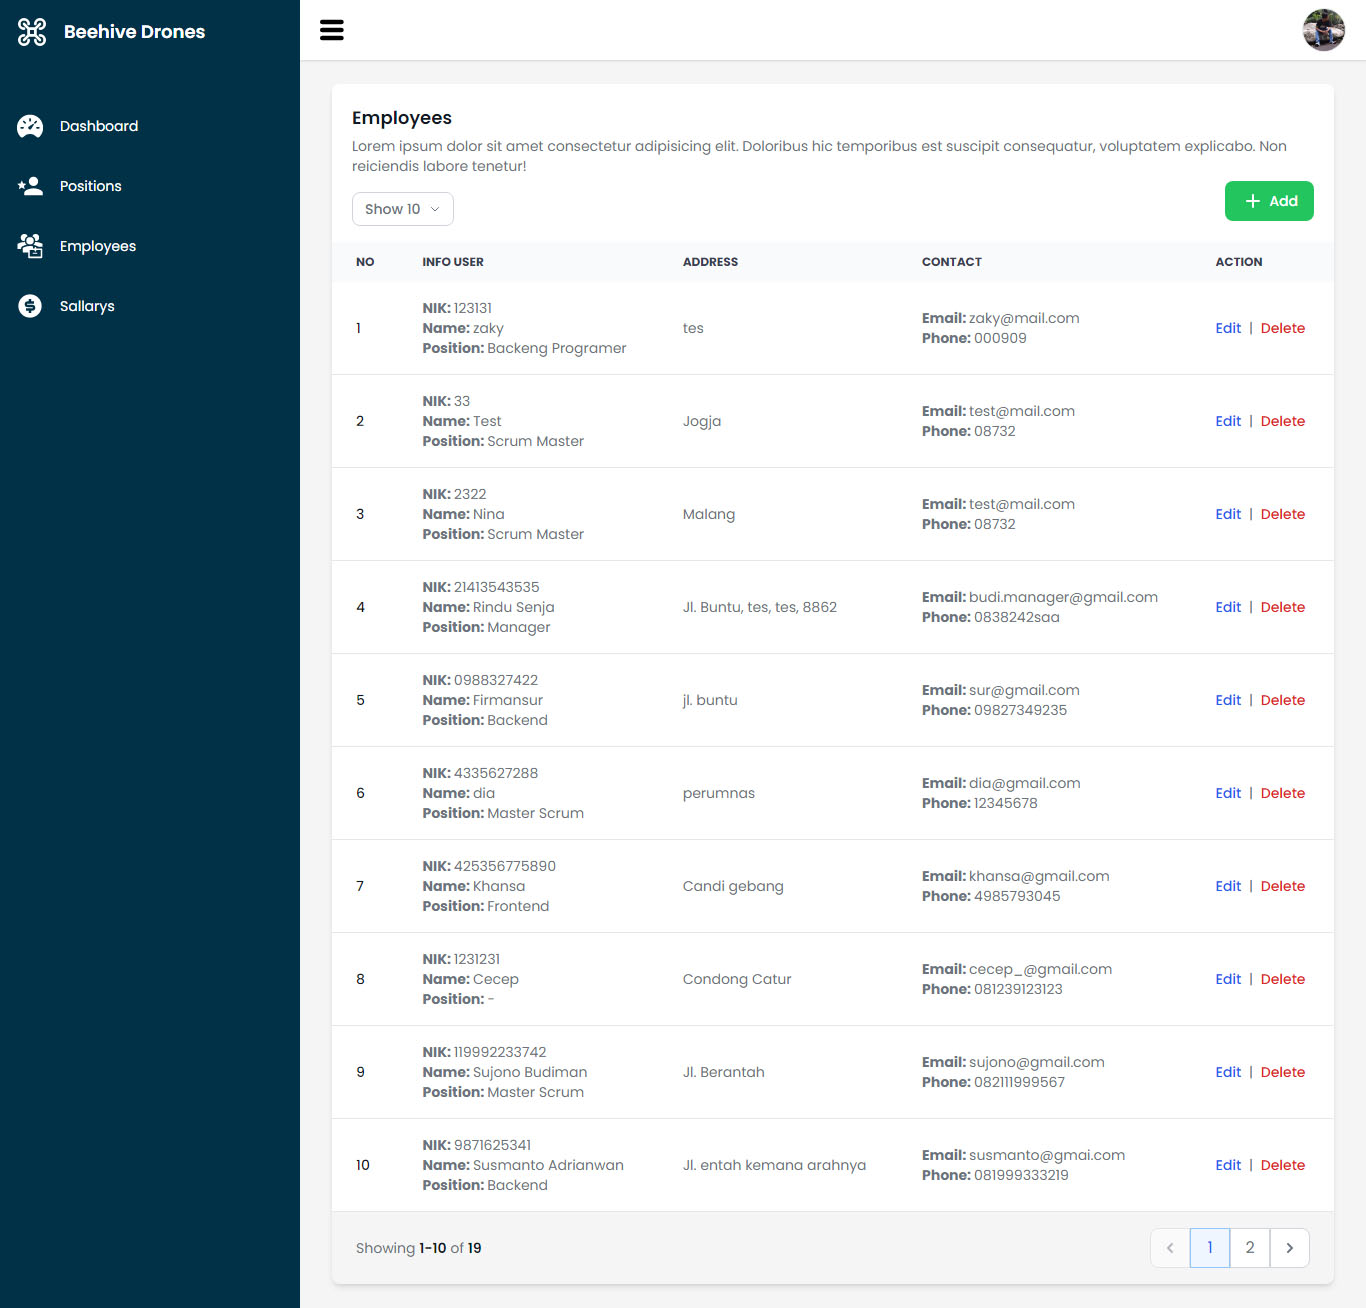 Beehive Drones
Dashboard
Positions
Employees
Sallarys
Employees
Lorem ipsum dolor sit amet consectetur adipisicing elit. Doloribus hic temporibus est suscipit consequatur, voluptatem explicabo. Non
reiciendis labore tenetur!
Show 10
Add
NO INFO USER ADDRESS CONTACT ACTION
1
NIK: 123131
Name: zaky
Position: Backeng Programer
tes
Email: zaky@mail.com
Phone: 000909
Edit | Delete
2
NIK: 33
Name: Test
Position: Scrum Master
Jogja
Email: test@mail.com
Phone: 08732
Edit | Delete
3
NIK: 2322
Name: Nina
Position: Scrum Master
Malang
Email: test@mail.com
Phone: 08732
Edit | Delete
4
NIK: 21413543535
Name: Rindu Senja
Position: Manager
Jl. Buntu, tes, tes, 8862
Email: budi.manager@gmail.com
Phone: 0838242saa
Edit | Delete
5
NIK: 0988327422
Name: Firmansur
Position: Backend
jl. buntu
Email: sur@gmail.com
Phone: 09827349235
Edit | Delete
6
NIK: 4335627288
Name: dia
Position: Master Scrum
perumnas
Email: dia@gmail.com
Phone: 12345678
Edit | Delete
7
NIK: 425356775890
Name: Khansa
Position: Frontend
Candi gebang
Email: khansa@gmail.com
Phone: 4985793045
Edit | Delete
8
NIK: 1231231
Name: Cecep
Position: -
Condong Catur
Email: cecep_@gmail.com
Phone: 081239123123
Edit | Delete
9
NIK: 119992233742
Name: Sujono Budiman
Position: Master Scrum
Jl. Berantah
Email: sujono@gmail.com
Phone: 082111999567
Edit | Delete
10
NIK: 9871625341
Name: Susmanto Adrianwan
Position: Backend
Jl. entah kemana arahnya
Email: susmanto@gmai.com
Phone: 081999333219
Edit | Delete
Showing 1-10 of 19
1 2